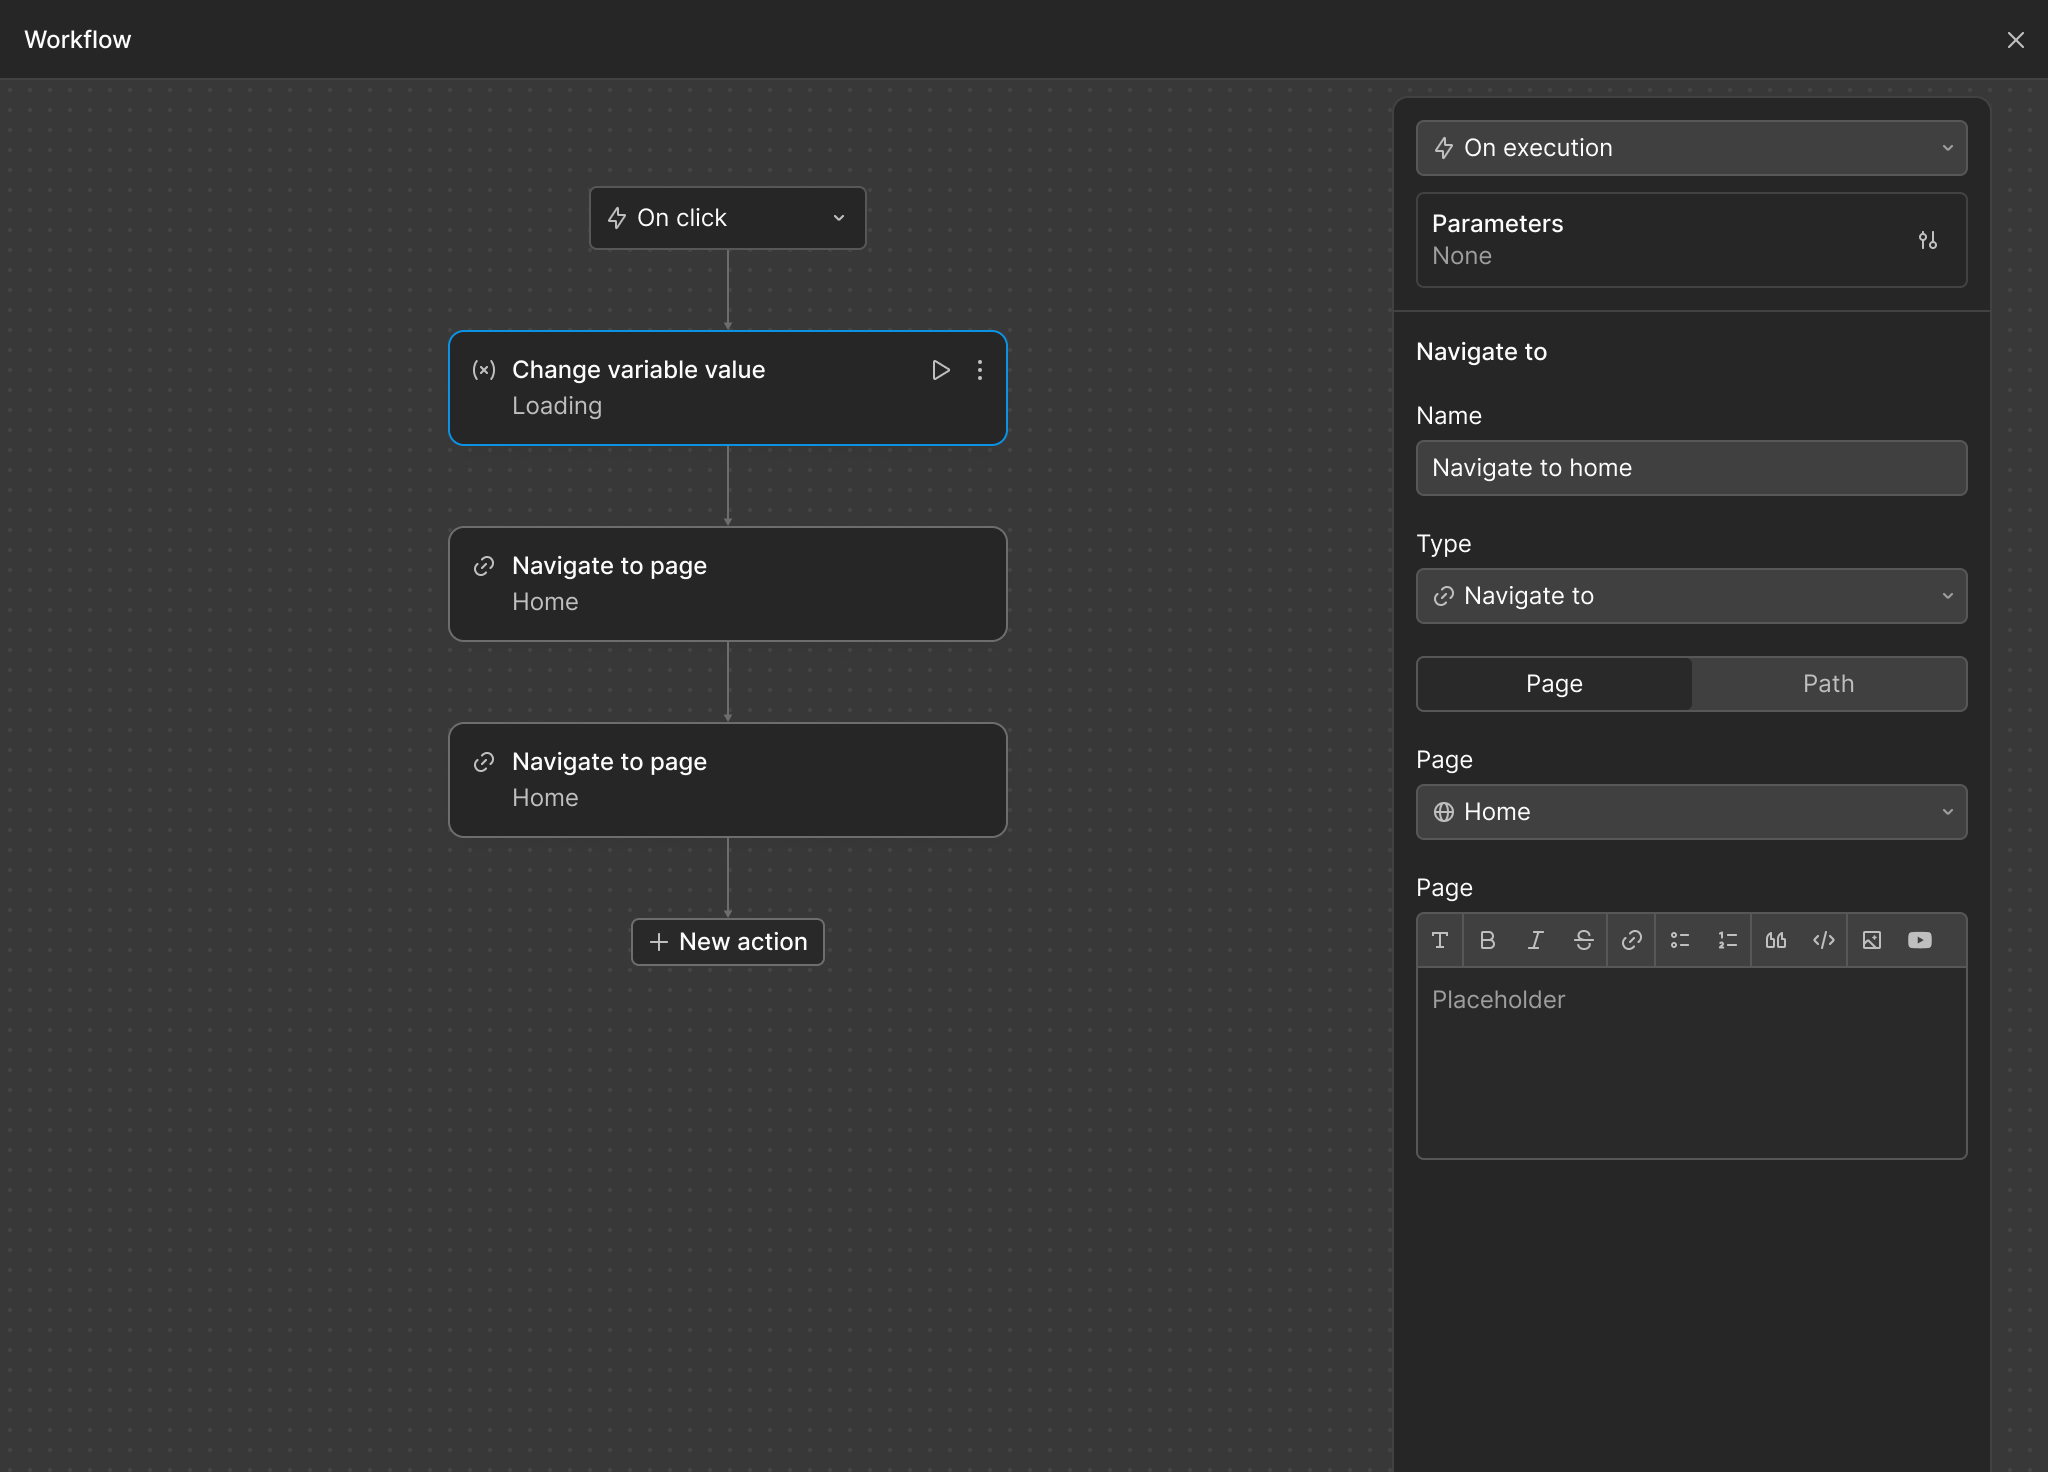 Workflow
On click
Change variable value
Loading
Navigate to page
Home
Navigate to page
Home
New action
On execution
Parameters
None
Navigate to
Name
Navigate to home
Type
Navigate to
Page Path
Page
Home
Page
Placeholder